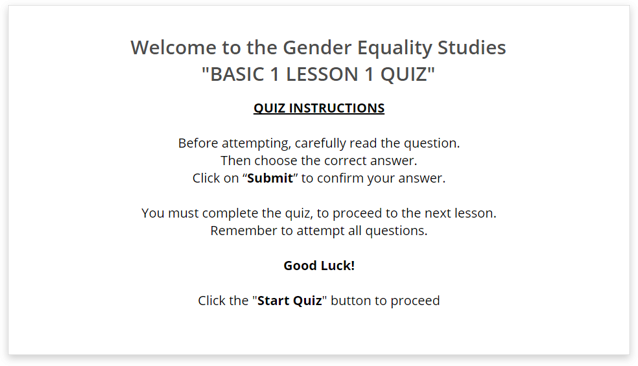 Welcome to the Gender Equality Studies
"BASIC 1 LESSON 1 QUIZ"
QUIZ INSTRUCTIONS
Before attempting, carefully read the question.
Then choose the correct answer.
Click on “Submit” to confirm your answer.
You must complete the quiz, to proceed to the next lesson.
Remember to attempt all questions.
Good Luck!
Click the "Start Quiz" button to proceed